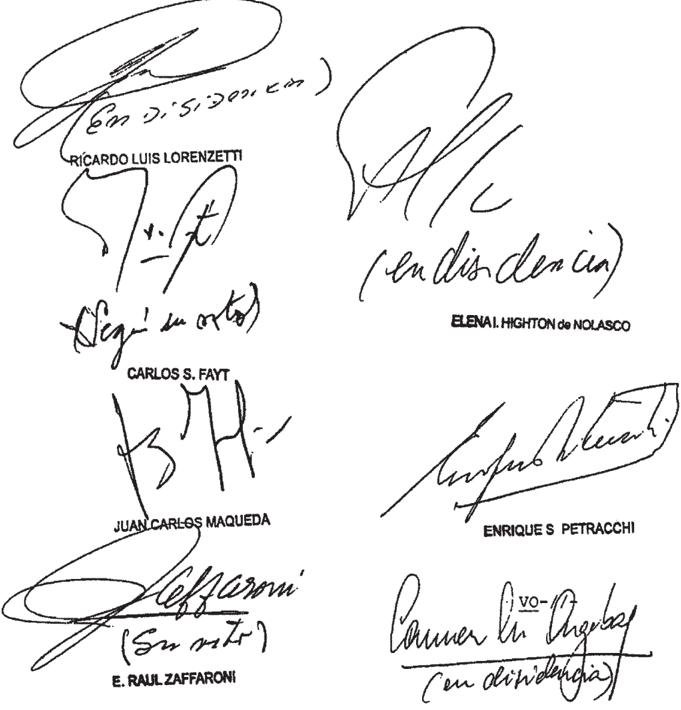 (En disidencia)
RICARDO LUIS LORENZETTI
(en disidencia)
ELENA I. HIGHTON de NOLASCO
(Según su voto)
CARLOS S. FAYT
JUAN CARLOS MAQUEDA
ENRIQUE S PETRACCHI
Zaffaroni
(Su voto)
E. RAUL ZAFFARONI
VO-//-
Carmen M Argibay
(en disidencia)